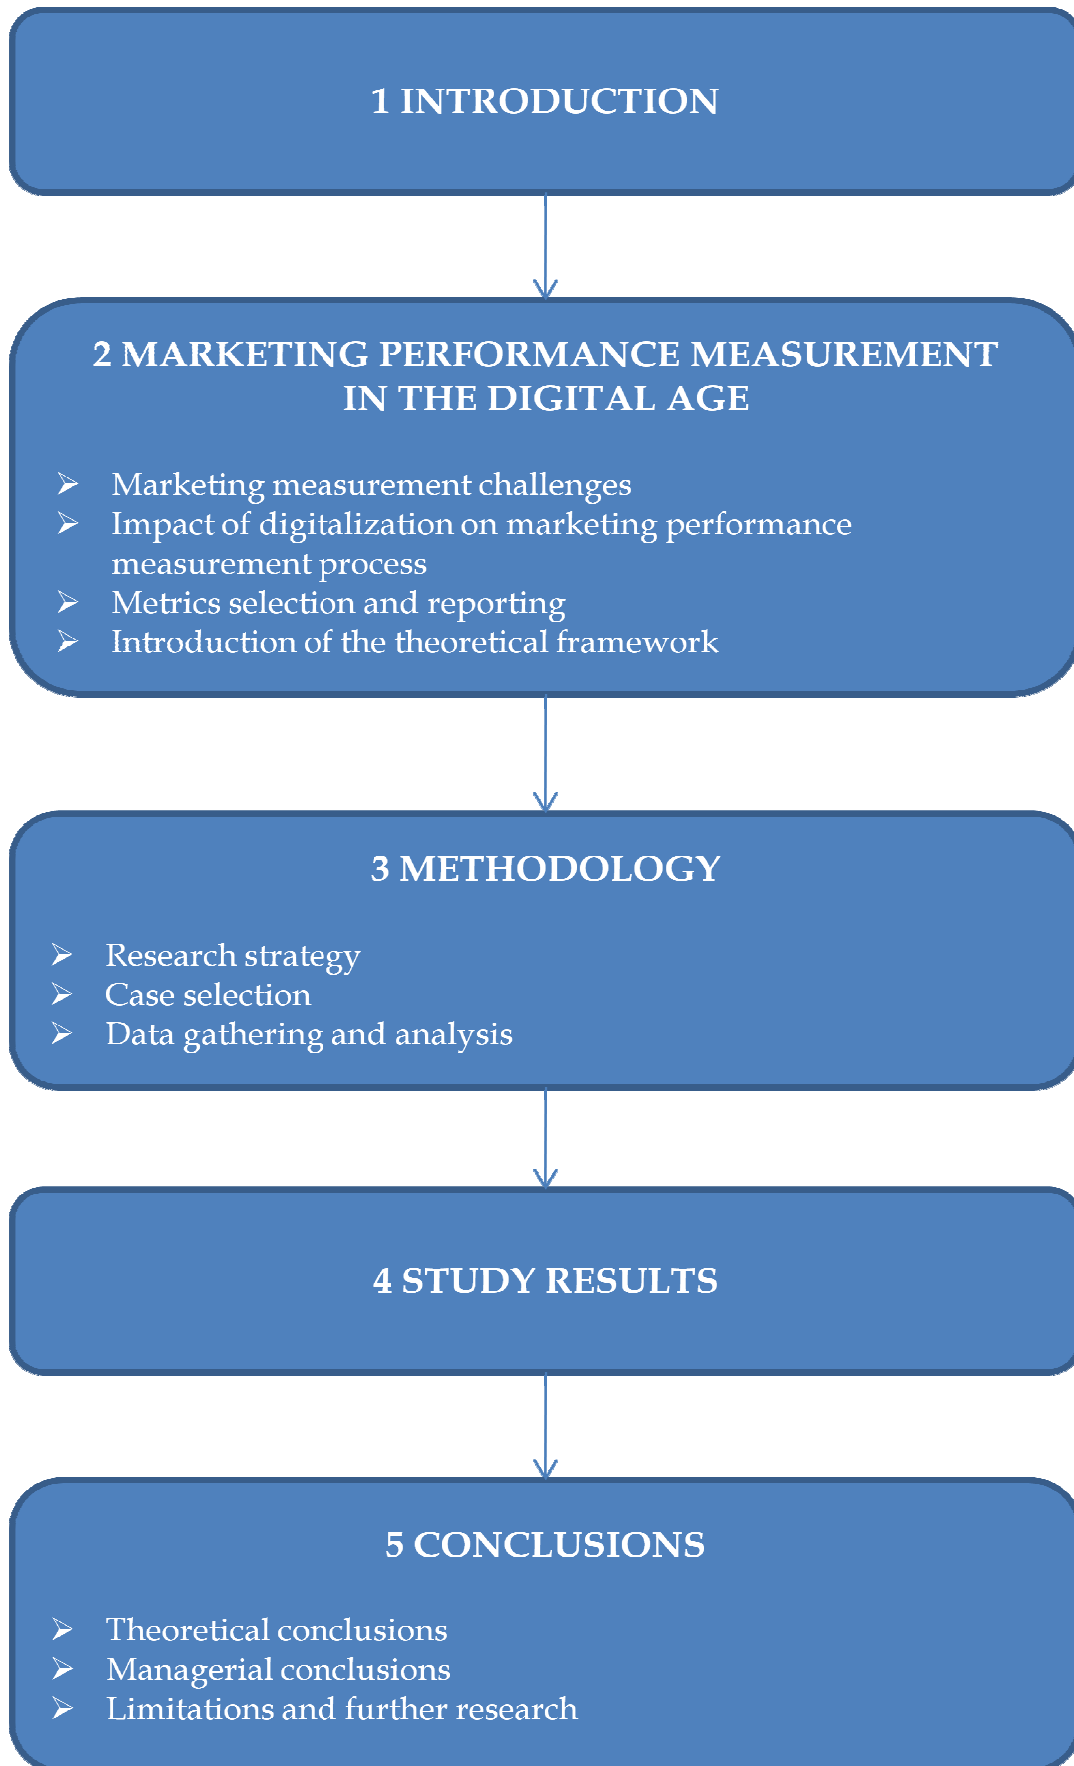 1 INTRODUCTION
2 MARKETING PERFORMANCE MEASUREMENT
IN THE DIGITAL AGE
➢ Marketing measurement challenges
➢ Impact of digitalization on marketing performance
measurement process
➢ Metrics selection and reporting
➢ Introduction of the theoretical framework
3 METHODOLOGY
➢ Research strategy
➢ Case selection
➢ Data gathering and analysis
4 STUDY RESULTS
5 CONCLUSIONS
➢ Theoretical conclusions
➢ Managerial conclusions
➢ Limitations and further research